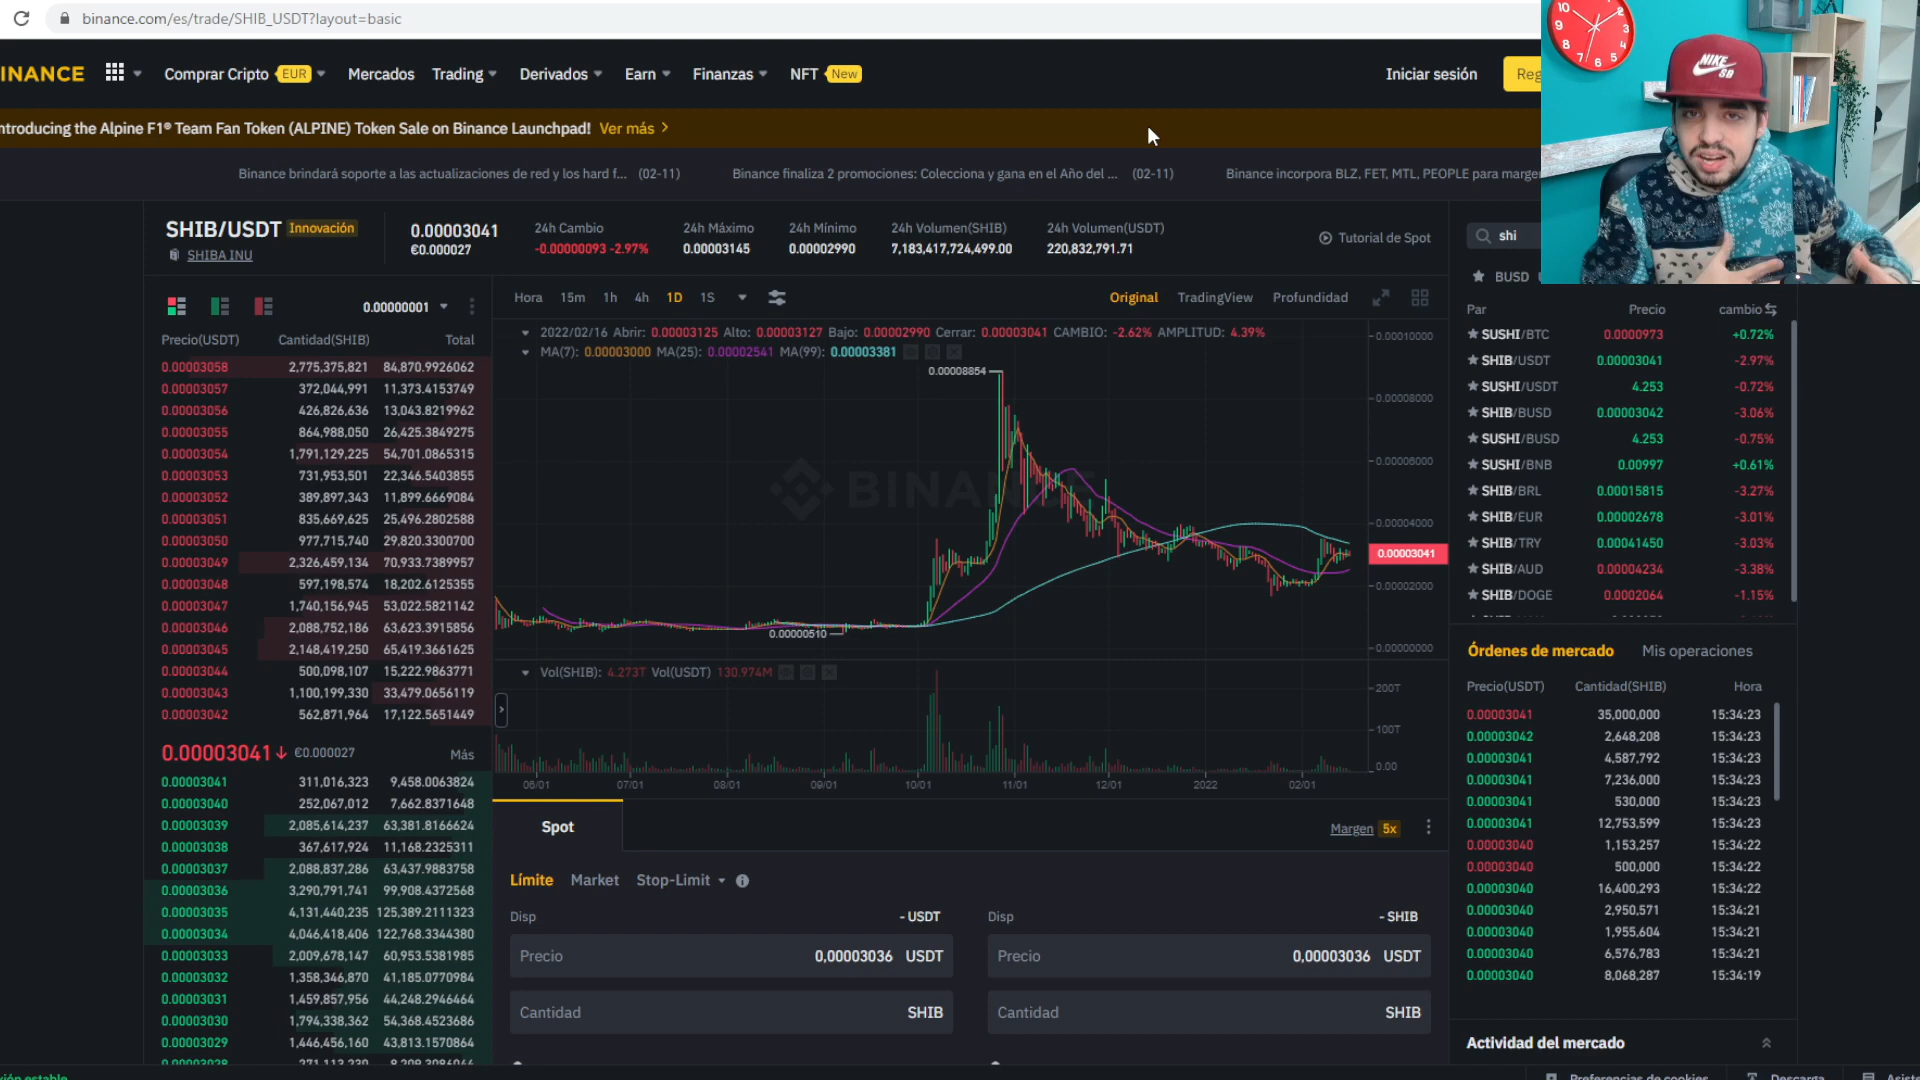 binance.com/es/trade/SHIB_USDT?layout=basic
INANCE Comprar Cripto EUR Mercados Trading Derivados Earn Finanzas NFT New Iniciar sesión Reg
ntroducing the Alpine F1® Team Fan Token (ALPINE) Token Sale on Binance Launchpad! Ver más
Binance brindará soporte a las actualizaciones de red y los hard f... (02-11) Binance finaliza 2 promociones: Colecciona y gana en el Año del ... (02-11) Binance incorpora BLZ, FET, MTL, PEOPLE para marge
SHIB/USDT Innovación
SHIBA INU
0.00003041
€0.000027
24h Cambio
-0.00000093 -2.97%
24h Máximo
0.00003145
24h Mínimo
0.00002990
24h Volumen(SHIB)
7,183,417,724,499.00
24h Volumen(USDT)
220,832,791.71
Tutorial de Spot
0.00000001
Precio(USDT) Cantidad(SHIB) Total
0.00003058 2,775,375,821 84,870.9926062
0.00003057 372,044,991 11,373.4153749
0.00003056 426,826,636 13,043.8219962
0.00003055 864,988,050 26,425.3849275
0.00003054 1,791,129,225 54,701.0865315
0.00003053 731,953,501 22,346.5403855
0.00003052 389,897,343 11,899.6669084
0.00003051 835,669,625 25,496.2802588
0.00003050 977,715,740 29,820.3300700
0.00003049 2,326,459,134 70,933.7389957
0.00003048 597,198,574 18,202.6125355
0.00003047 1,740,156,945 53,022.5821142
0.00003046 2,088,752,186 63,623.3915856
0.00003045 2,148,419,250 65,419.3661625
0.00003044 500,098,107 15,222.9863771
0.00003043 1,100,199,330 33,479.0656119
0.00003042 562,871,964 17,122.5651449
0.00003041 €0.000027 Más
0.00003041 311,016,323 9,458.0063824
0.00003040 252,067,012 7,662.8371648
0.00003039 2,085,614,237 63,381.8166624
0.00003038 367,617,924 11,168.2325311
0.00003037 2,088,837,286 63,437.9883758
0.00003036 3,290,791,741 99,908.4372568
0.00003035 4,131,440,235 125,389.2111323
0.00003034 4,046,418,406 122,768.3344380
0.00003033 2,009,678,147 60,953.5381985
0.00003032 1,358,346,870 41,185.0770984
0.00003031 1,459,857,956 44,248.2946464
0.00003030 1,794,338,362 54,368.4523686
0.00003029 1,446,456,160 43,813.1570864
Hora 15m 1h 4h 1D 1S Original TradingView Profundidad
2022/02/16 Abrir: 0.00003125 Alto: 0.00003127 Bajo: 0.00002990 Cerrar: 0.00003041 CAMBIO: -2.62% AMPLITUD: 4.39%
MA(7): 0.00003000 MA(25): 0.00002541 MA(99): 0.00003381
0.00008854
BINANCE
0.00000510
0.00010000
0.00008000
0.00006000
0.00004000
0.00003041
0.00002000
0.00000000
Vol(SHIB): 4.273T Vol(USDT) 130.974M
200T
100T
0.00
06/01 07/01 08/01 09/01 10/01 11/01 12/01 2022 02/01
Spot
Margen 5x
Límite Market Stop-Limit
Disp - USDT
Precio 0,00003036 USDT
Cantidad SHIB
Disp - SHIB
Precio 0,00003036 USDT
Cantidad SHIB
10 2 9 3 8 4 7 6 5
NIKE SB
shi
BUSD
Par Precio cambio
SUSHI/BTC 0.0000973 +0.72%
SHIB/USDT 0.00003041 -2.97%
SUSHI/USDT 4.253 -0.72%
SHIB/BUSD 0.00003042 -3.06%
SUSHI/BUSD 4.253 -0.75%
SUSHI/BNB 0.00997 +0.61%
SHIB/BRL 0.00015815 -3.27%
SHIB/EUR 0.00002678 -3.01%
SHIB/TRY 0.00041450 -3.03%
SHIB/AUD 0.00004234 -3.38%
SHIB/DOGE 0.0002064 -1.15%
Órdenes de mercado Mis operaciones
Precio(USDT) Cantidad(SHIB) Hora
0.00003041 35,000,000 15:34:23
0.00003042 2,648,208 15:34:23
0.00003041 4,587,792 15:34:23
0.00003041 7,236,000 15:34:23
0.00003041 530,000 15:34:23
0.00003041 12,753,599 15:34:23
0.00003040 1,153,257 15:34:22
0.00003040 500,000 15:34:22
0.00003040 16,400,293 15:34:22
0.00003040 2,950,571 15:34:21
0.00003040 1,955,604 15:34:21
0.00003040 6,576,783 15:34:21
0.00003040 8,068,287 15:34:19
Actividad del mercado
Preferencias de cookies Descarga